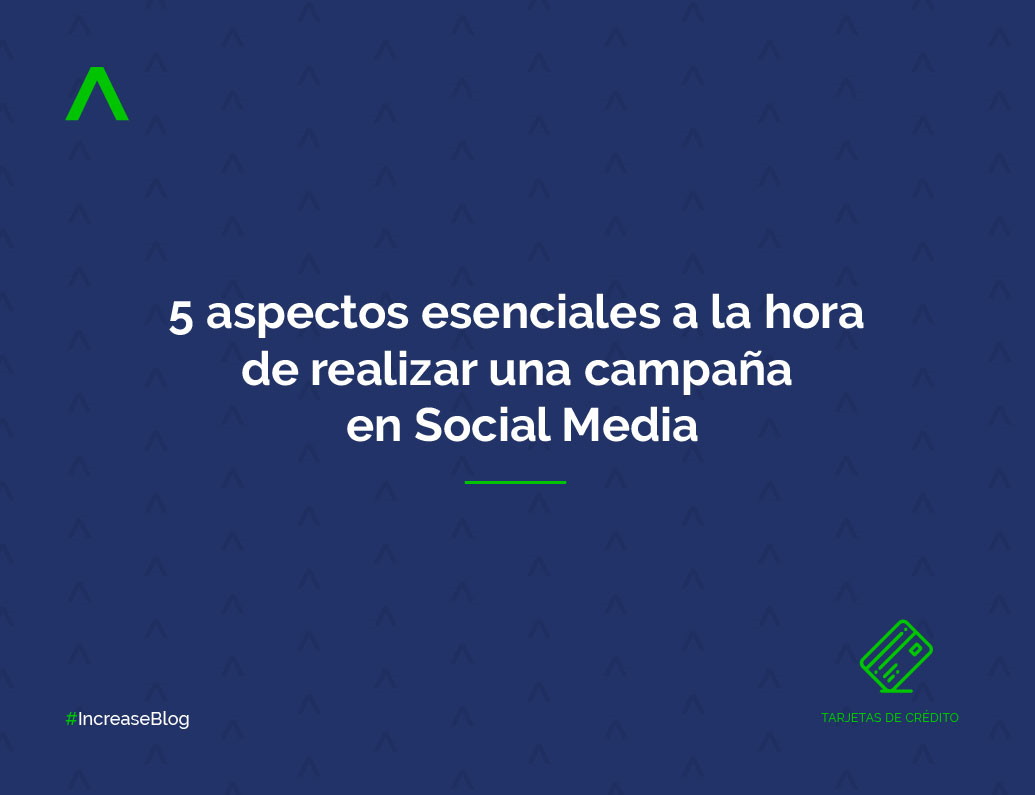 5 aspectos esenciales a la hora
de realizar una campaña
en Social Media
#IncreaseBlog
TARJETAS DE CRÉDITO